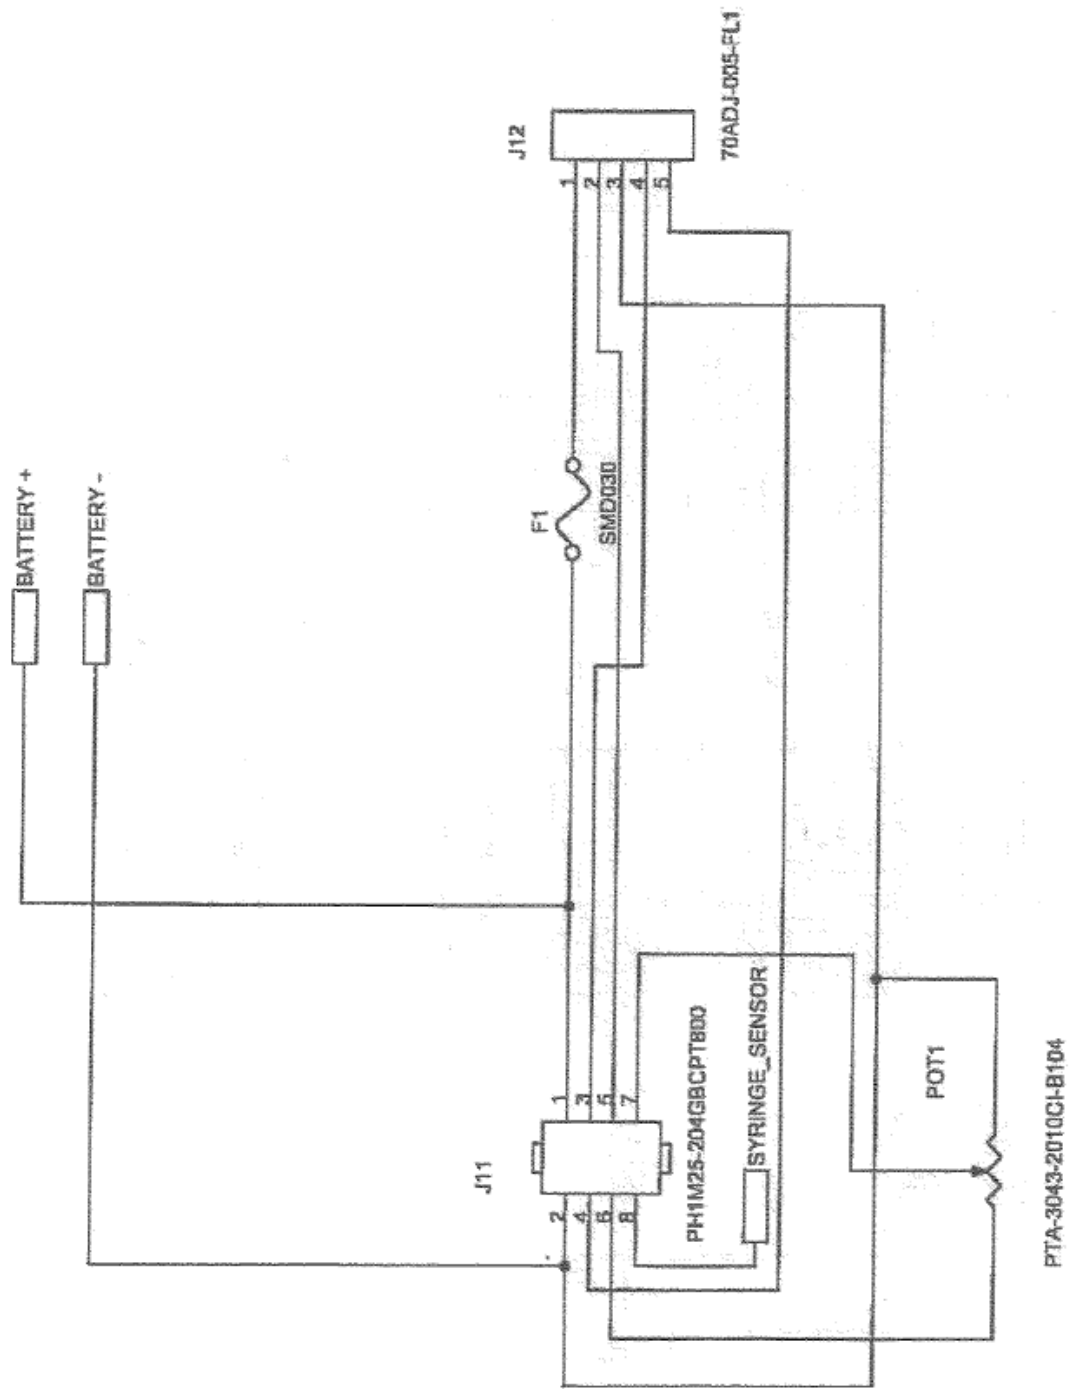 BATTERY +
BATTERY -
J12
1
2
3
4
5
70ADJ-005-FL1
F1
SMD030
J11
1
3
5
7
2
4
6
8
PH1M25-204GBCPT800
SYRINGE_SENSOR
POT1
PTA-3043-2010CI-B104